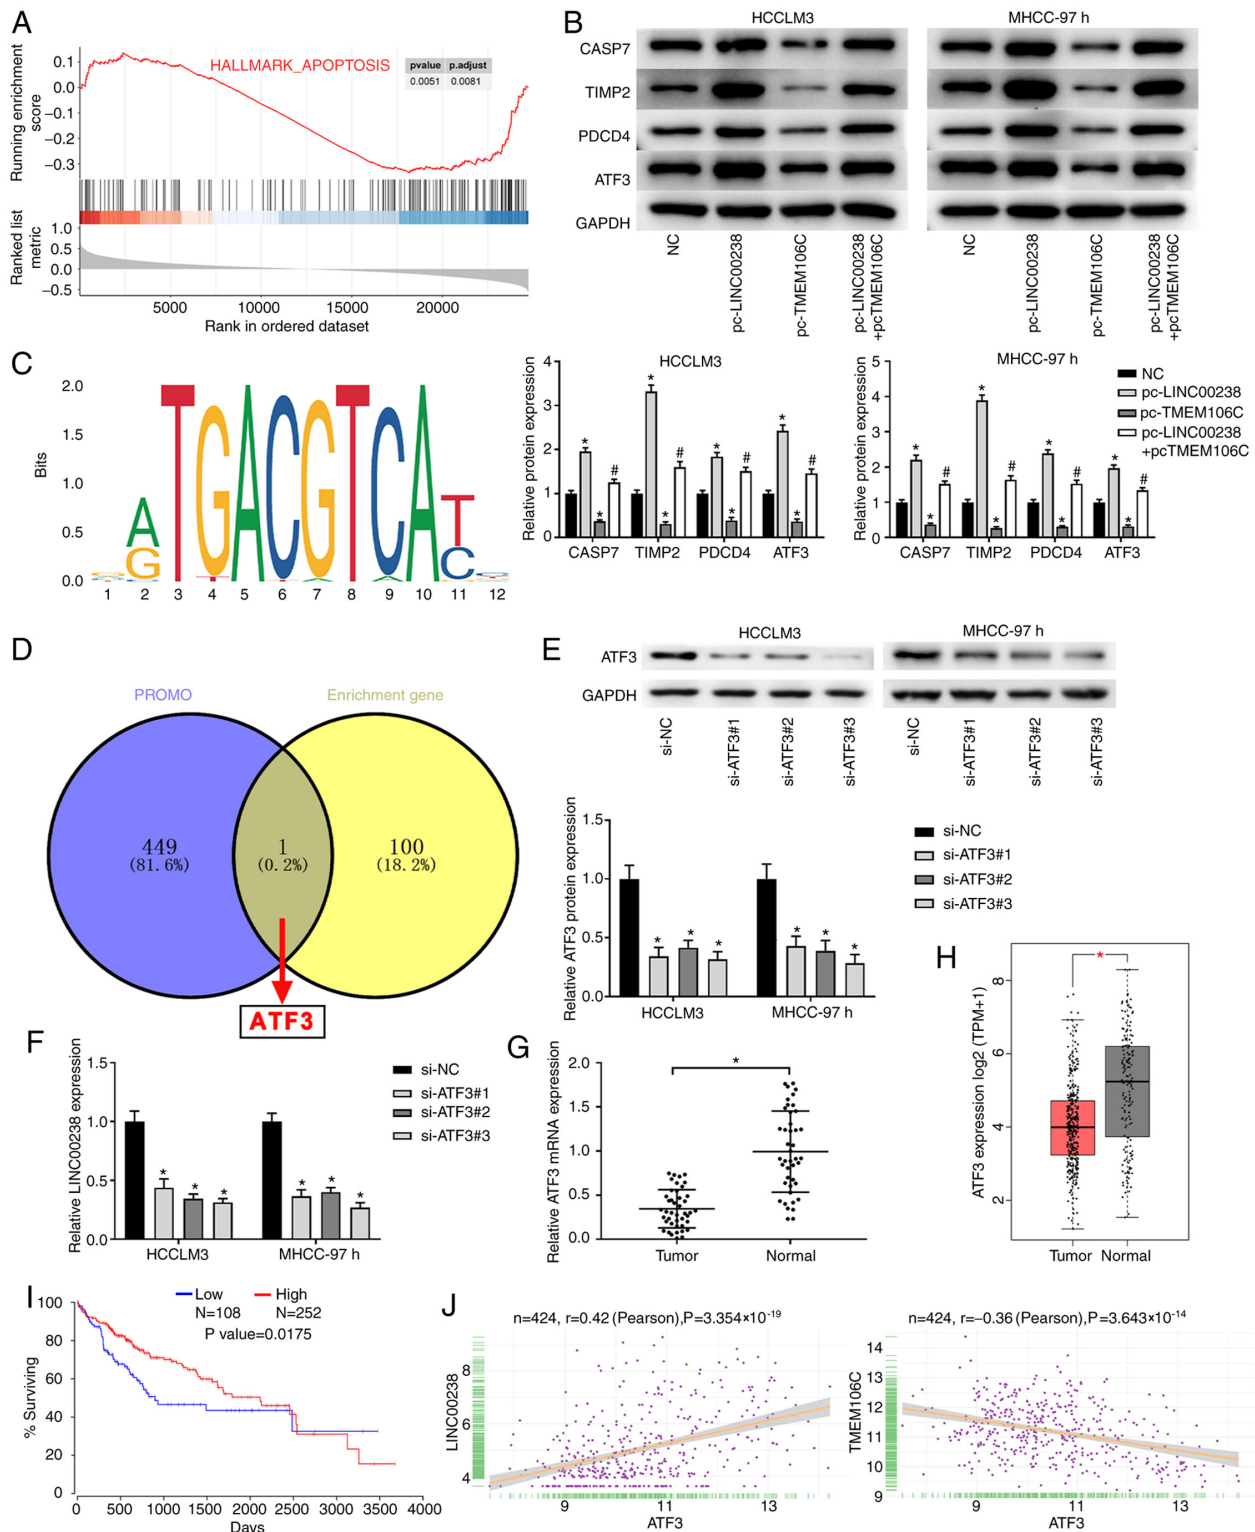 A
Running enrichment
score
0.1
0.0
−0.1
−0.2
−0.3
HALLMARK_APOPTOSIS
pvalue p.adjust
0.0051 0.0081
Ranked list
metric
1.0
0.5
0.0
−0.5
5000 10000 15000 20000
Rank in ordered dataset
B
HCCLM3 MHCC-97 h
CASP7
TIMP2
PDCD4
ATF3
GAPDH
NC
pc-LINC00238
pc-TMEM106C
pc-LINC00238
+pcTMEM106C
NC
pc-LINC00238
pc-TMEM106C
pc-LINC00238
+pcTMEM106C
HCCLM3
Relative protein expression
4
3
2
1
0
* * * # * * # * * # * * #
CASP7 TIMP2 PDCD4 ATF3
MHCC-97 h
Relative protein expression
5
4
3
2
1
0
* * # * * # * * # * * #
CASP7 TIMP2 PDCD4 ATF3
NC
pc-LINC00238
pc-TMEM106C
pc-LINC00238
+pcTMEM106C
C
Bits
2.0
1.5
1.0
0.5
0.0
A G T G A C G T C A T C
1 2 3 4 5 6 7 8 9 10 11 12
D
PROMO Enrichment gene
449
(81.6%)
1
(0.2%)
100
(18.2%)
ATF3
E
HCCLM3 MHCC-97 h
ATF3
GAPDH
si-NC
si-ATF3#1
si-ATF3#2
si-ATF3#3
si-NC
si-ATF3#1
si-ATF3#2
si-ATF3#3
Relative ATF3 protein expression
1.5
1.0
0.5
0.0
* * * * * *
HCCLM3 MHCC-97 h
si-NC
si-ATF3#1
si-ATF3#2
si-ATF3#3
F
Relative LINC00238 expression
1.5
1.0
0.5
0.0
* * * * * *
HCCLM3 MHCC-97 h
si-NC
si-ATF3#1
si-ATF3#2
si-ATF3#3
G
Relative ATF3 mRNA expression
2.0
1.5
1.0
0.5
0.0
*
Tumor Normal
H
ATF3 expression log2 (TPM+1)
8
6
4
2
*
Tumor Normal
I
% Surviving
100
80
60
40
20
0
Low High
N=108 N=252
P value=0.0175
0 500 1000 1500 2000 2500 3000 3500 4000
Days
J
n=424, r=0.42 (Pearson),P=3.354×10-19
LINC00238
8
6
4
9 11 13
ATF3
n=424, r=−0.36 (Pearson),P=3.643×10-14
TMEM106C
14
13
12
11
10
9
9 11 13
ATF3